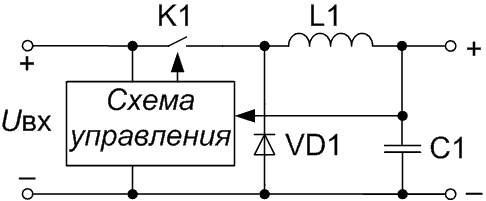 K1
L1
+
+
Схема
управления
Uвх
VD1
C1
–
–